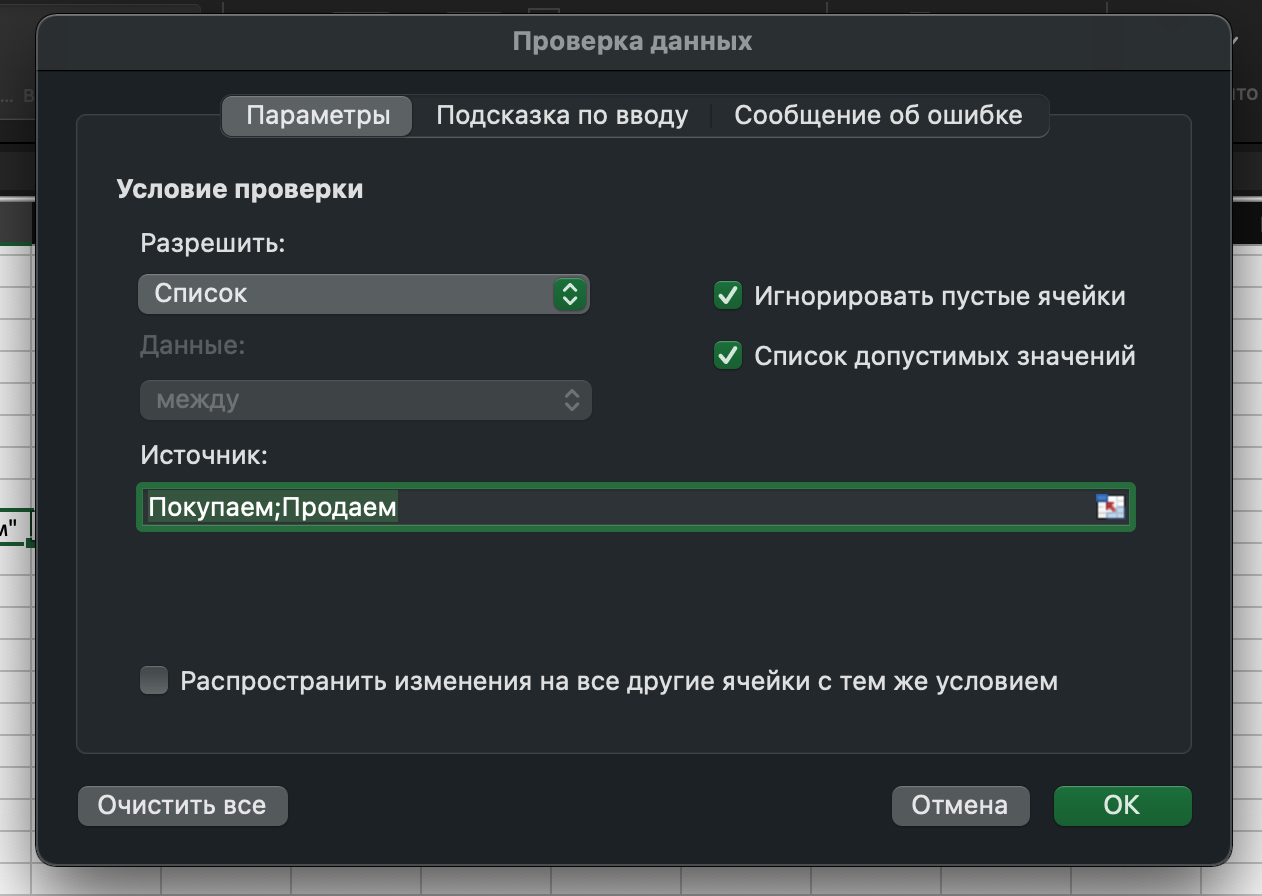 Проверка данных
Параметры
Подсказка по вводу
Сообщение об ошибке
Условие проверки
Разрешить:
Список
Игнорировать пустые ячейки
Данные:
Список допустимых значений
между
Источник:
Покупаем;Продаем
м"
Распространить изменения на все другие ячейки с тем же условием
Очистить все
Отмена
OK